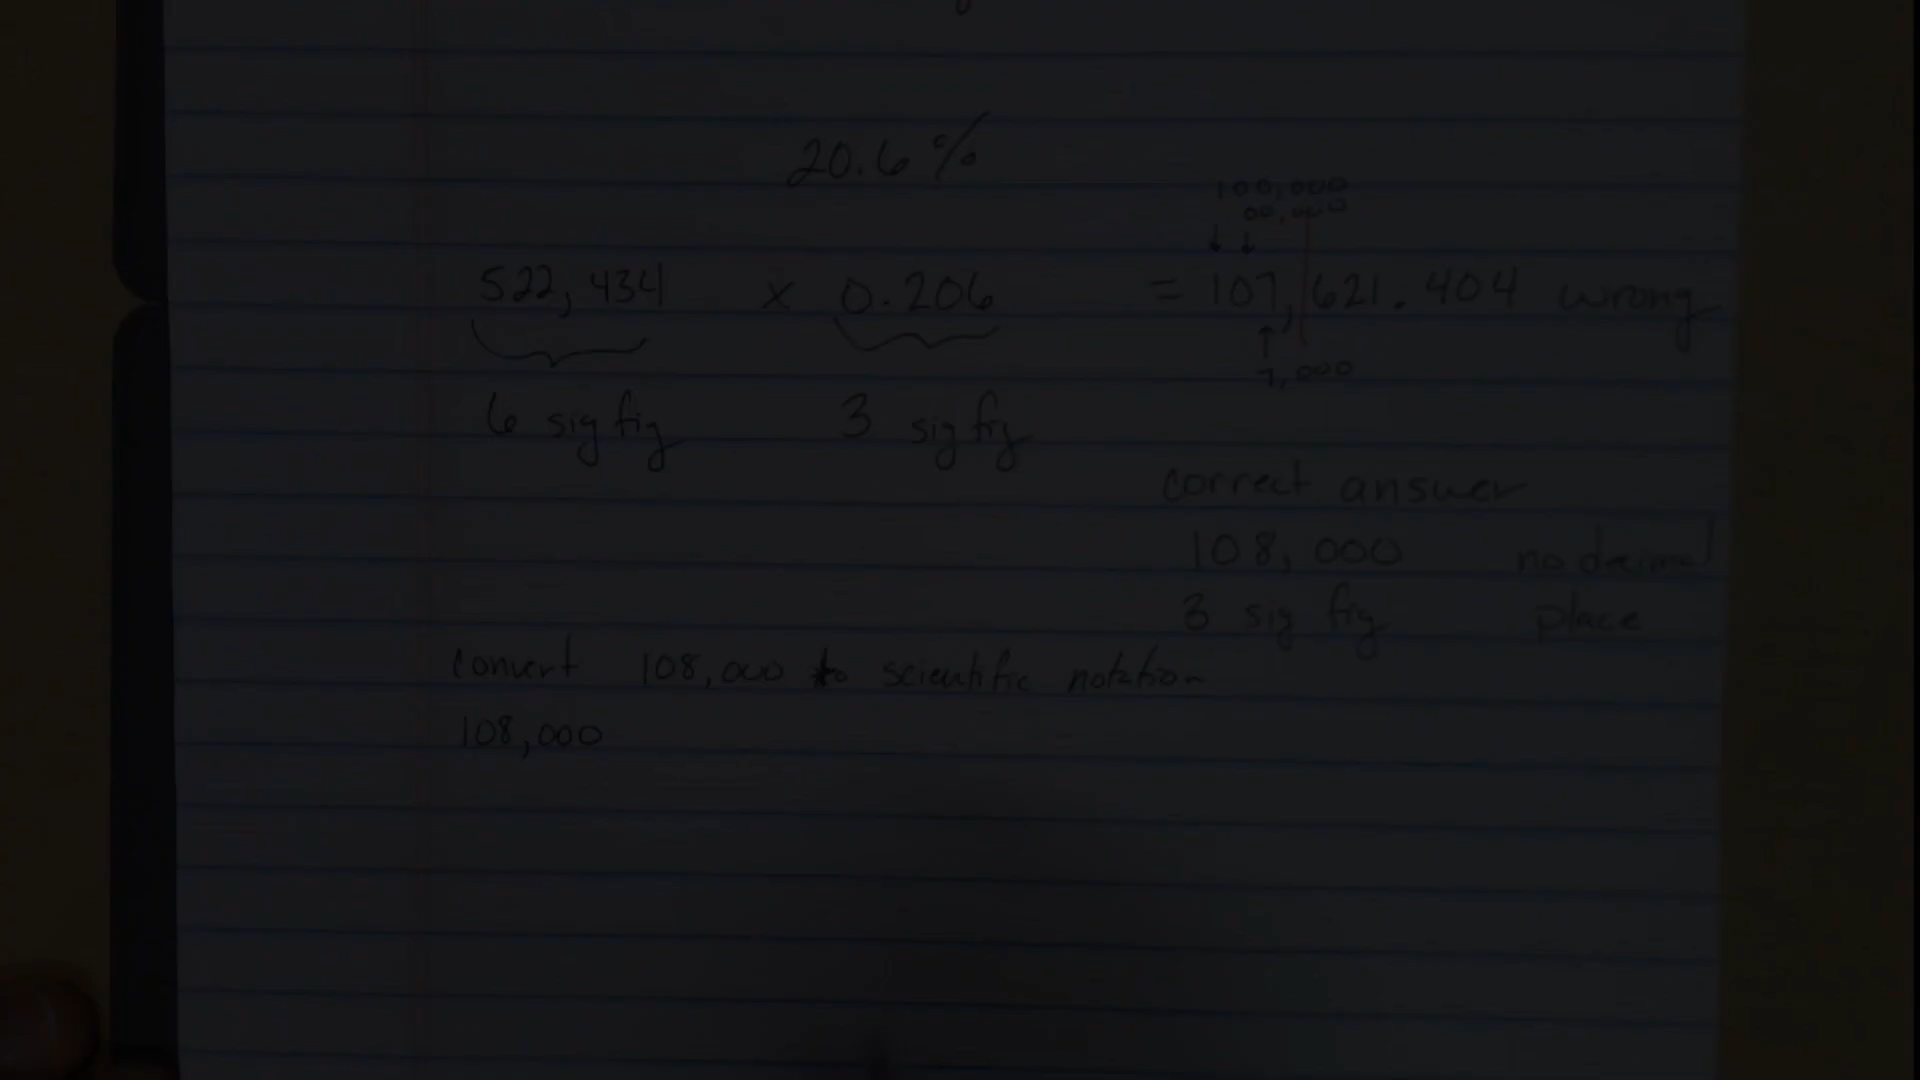 20.6%
100,000
00,000
522,434 x 0.206 = 107,621.404 wrong
7,000
6 sig fig 3 sig fig
correct answer
108,000 no decimal
3 sig fig place
convert 108,000 to scientific notation
108,000